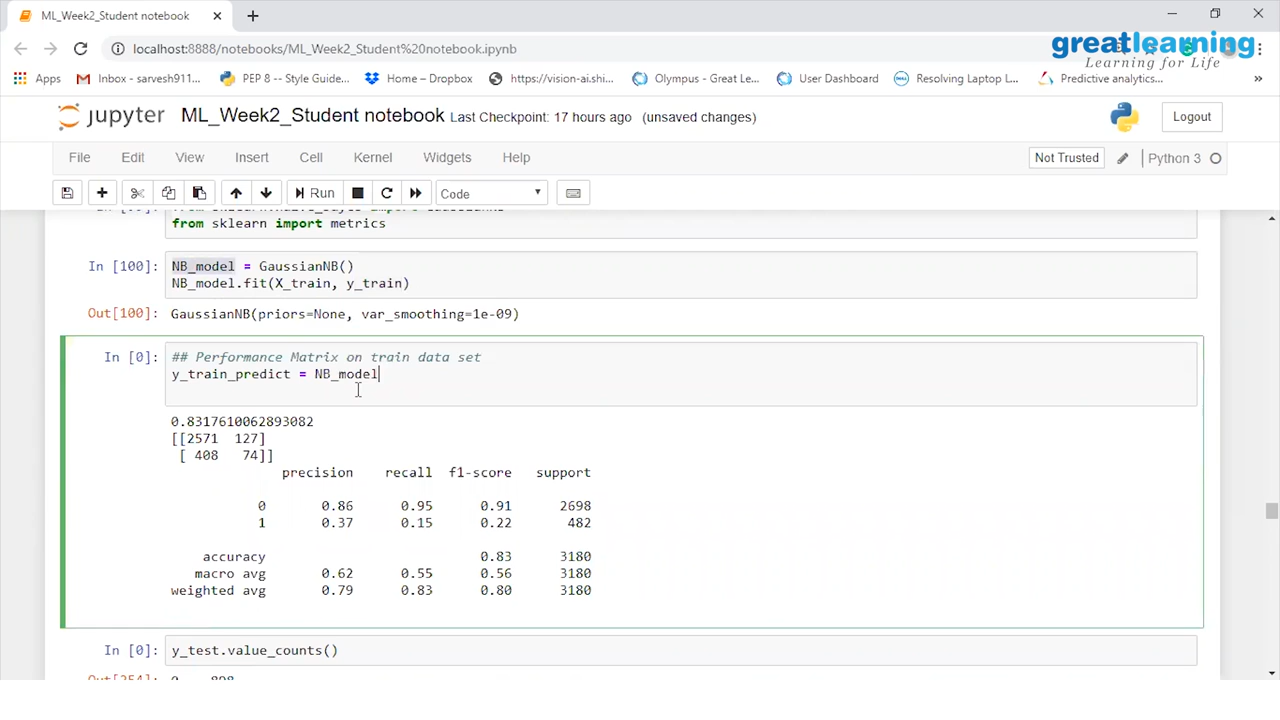 ML_Week2_Student notebook
localhost:8888/notebooks/ML_Week2_Student%20notebook.ipynb
greatlearning
Learning for Life
Apps
Inbox - sarvesh911...
PEP 8 -- Style Guide...
Home – Dropbox
https://vision-ai.shi...
Olympus - Great Le...
User Dashboard
Resolving Laptop L...
Predictive analytics...
»
jupyter ML_Week2_Student notebook Last Checkpoint: 17 hours ago (unsaved changes)
Logout
File Edit View Insert Cell Kernel Widgets Help
Not Trusted Python 3
Run Code
from sklearn import metrics
In [100]: NB_model = GaussianNB()
NB_model.fit(X_train, y_train)
Out[100]: GaussianNB(priors=None, var_smoothing=1e-09)
In [0]: ## Performance Matrix on train data set
y_train_predict = NB_model
0.8317610062893082
[[2571 127]
[ 408 74]]
precision recall f1-score support
0 0.86 0.95 0.91 2698
1 0.37 0.15 0.22 482
accuracy 0.83 3180
macro avg 0.62 0.55 0.56 3180
weighted avg 0.79 0.83 0.80 3180
In [0]: y_test.value_counts()